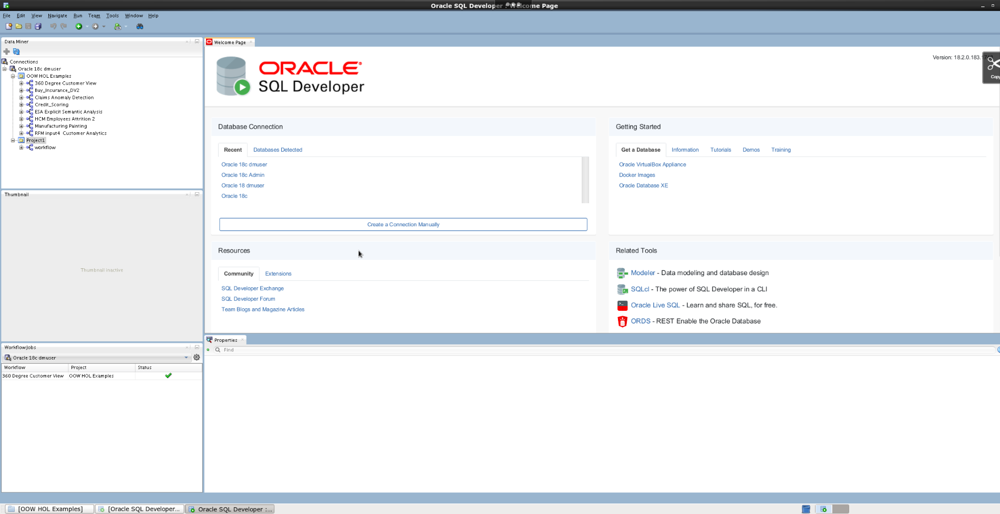 Oracle SQL Developer : Welcome Page
File Edit View Navigate Run Team Tools Window Help
Data Miner
Connections
Oracle 18c dmuser
OOW HOL Examples
360 Degree Customer View
Buy_Insurance_DV2
Claims Anomaly Detection
Credit_Scoring
ESA Explicit Semantic Analysis
HCM Employees Attrition 2
Manufacturing Painting
RFM input4 Customer Analytics
Project1
workflow
Thumbnail
Thumbnail inactive
WorkflowJobs
Oracle 18c dmuser
Workflow Project Status
360 Degree Customer View OOW HOL Examples
Welcome Page
ORACLE
SQL Developer
Version: 18.2.0.183.
Copy
Database Connection
Recent Databases Detected
Oracle 18c dmuser
Oracle 18c Admin
Oracle 18 dmuser
Oracle 18c
Create a Connection Manually
Getting Started
Get a Database Information Tutorials Demos Training
Oracle VirtualBox Appliance
Docker Images
Oracle Database XE
Resources
Community Extensions
SQL Developer Exchange
SQL Developer Forum
Team Blogs and Magazine Articles
Related Tools
Modeler - Data modeling and database design
SQLcl - The power of SQL Developer in a CLI
Oracle Live SQL - Learn and share SQL, for free.
ORDS - REST Enable the Oracle Database
Properties
Find
[OOW HOL Examples] [Oracle SQL Developer... Oracle SQL Developer :...